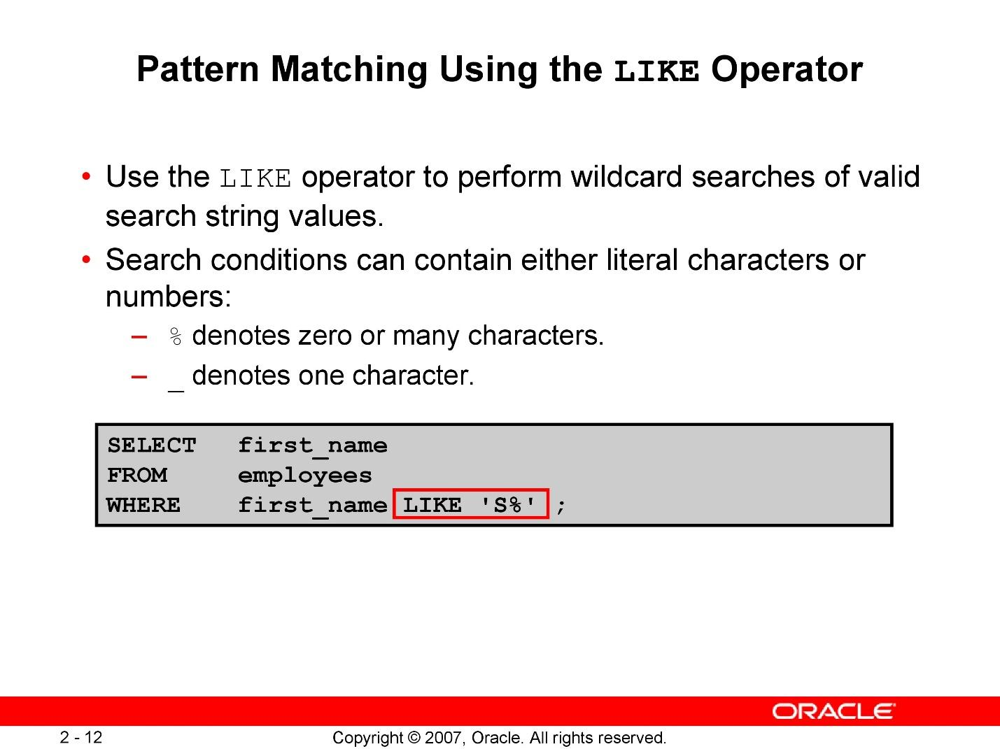 Pattern Matching Using the LIKE Operator
• Use the LIKE operator to perform wildcard searches of valid
search string values.
• Search conditions can contain either literal characters or
numbers:
– % denotes zero or many characters.
– _ denotes one character.
SELECT first_name
FROM employees
WHERE first_name LIKE 'S%' ;
ORACLE
2 - 12 Copyright © 2007, Oracle. All rights reserved.